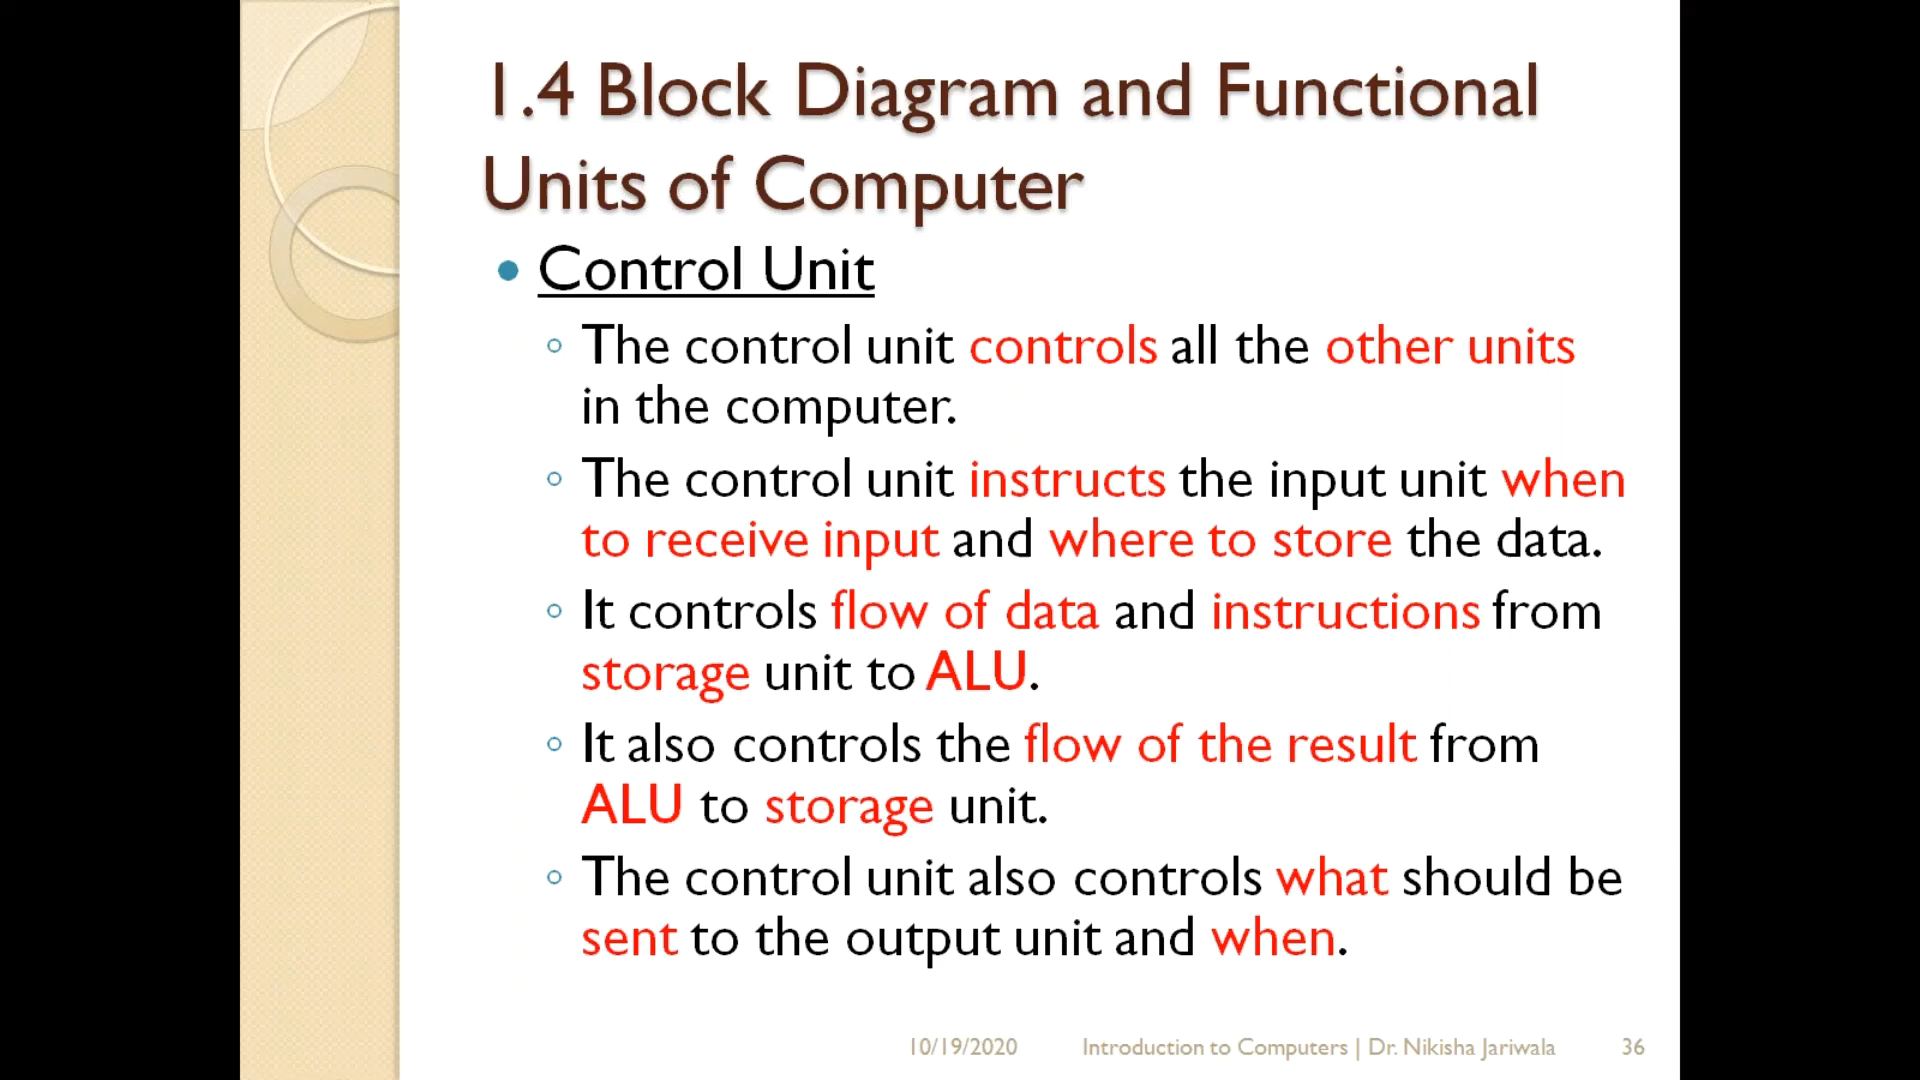 1.4 Block Diagram and Functional
Units of Computer
• Control Unit
◦ The control unit controls all the other units
in the computer.
◦ The control unit instructs the input unit when
to receive input and where to store the data.
◦ It controls flow of data and instructions from
storage unit to ALU.
◦ It also controls the flow of the result from
ALU to storage unit.
◦ The control unit also controls what should be
sent to the output unit and when.
10/19/2020 Introduction to Computers | Dr. Nikisha Jariwala 36